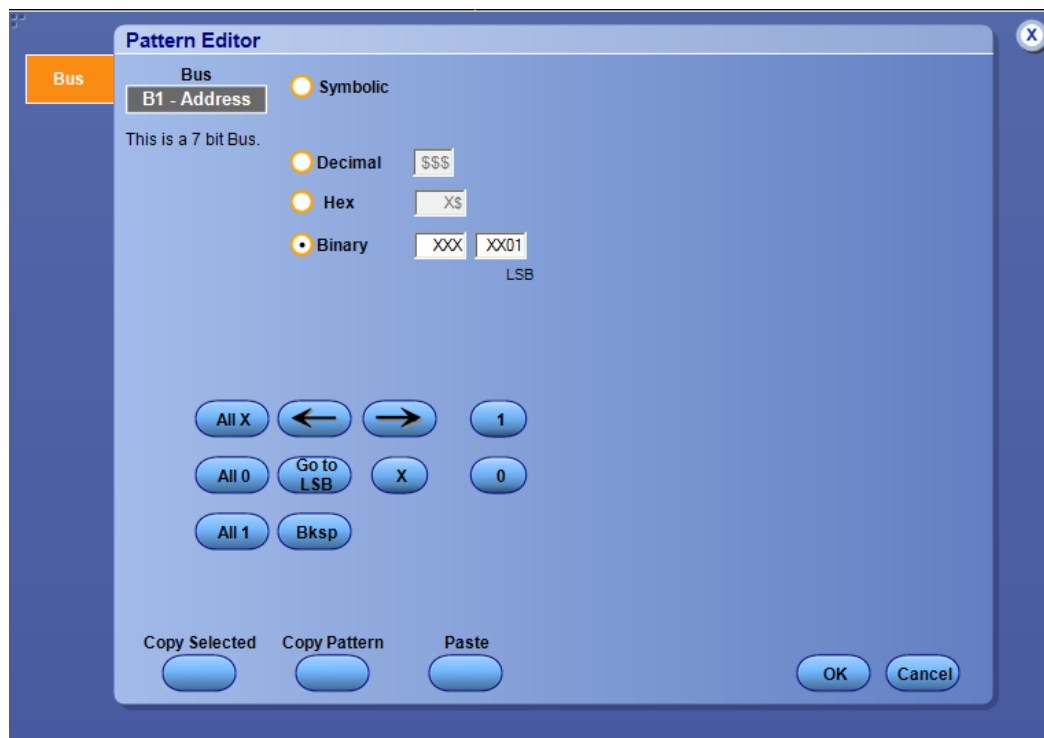 Pattern Editor
X
Bus
Bus
B1 - Address
Symbolic
This is a 7 bit Bus.
Decimal $$$
Hex X$
Binary XXX XX01
LSB
All X 1
All 0 Go to LSB X 0
All 1 Bksp
Copy Selected Copy Pattern Paste
OK Cancel